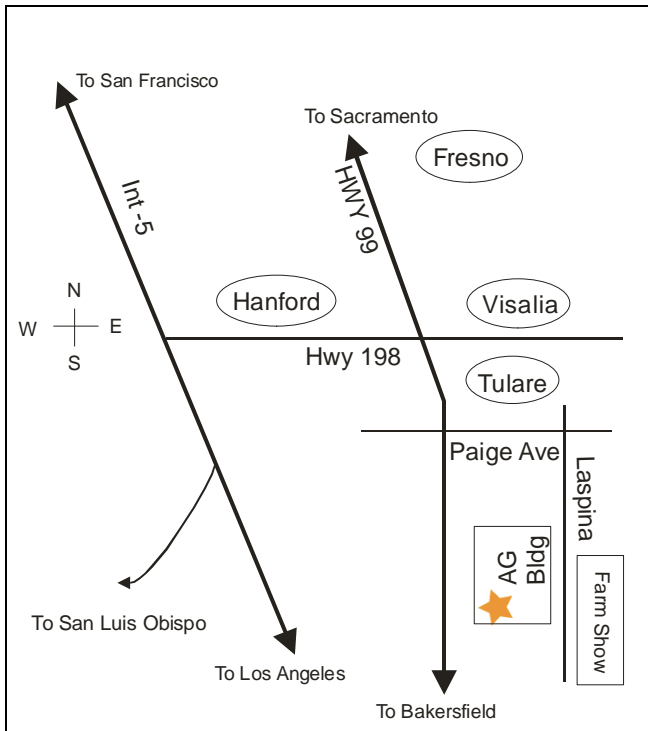 To San Francisco
To Sacramento
Fresno
HWY 99
Int -5
N
W E
S
Hanford
Visalia
Hwy 198
Tulare
Paige Ave
Laspina
AG
Bldg
Farm Show
To San Luis Obispo
To Los Angeles
To Bakersfield